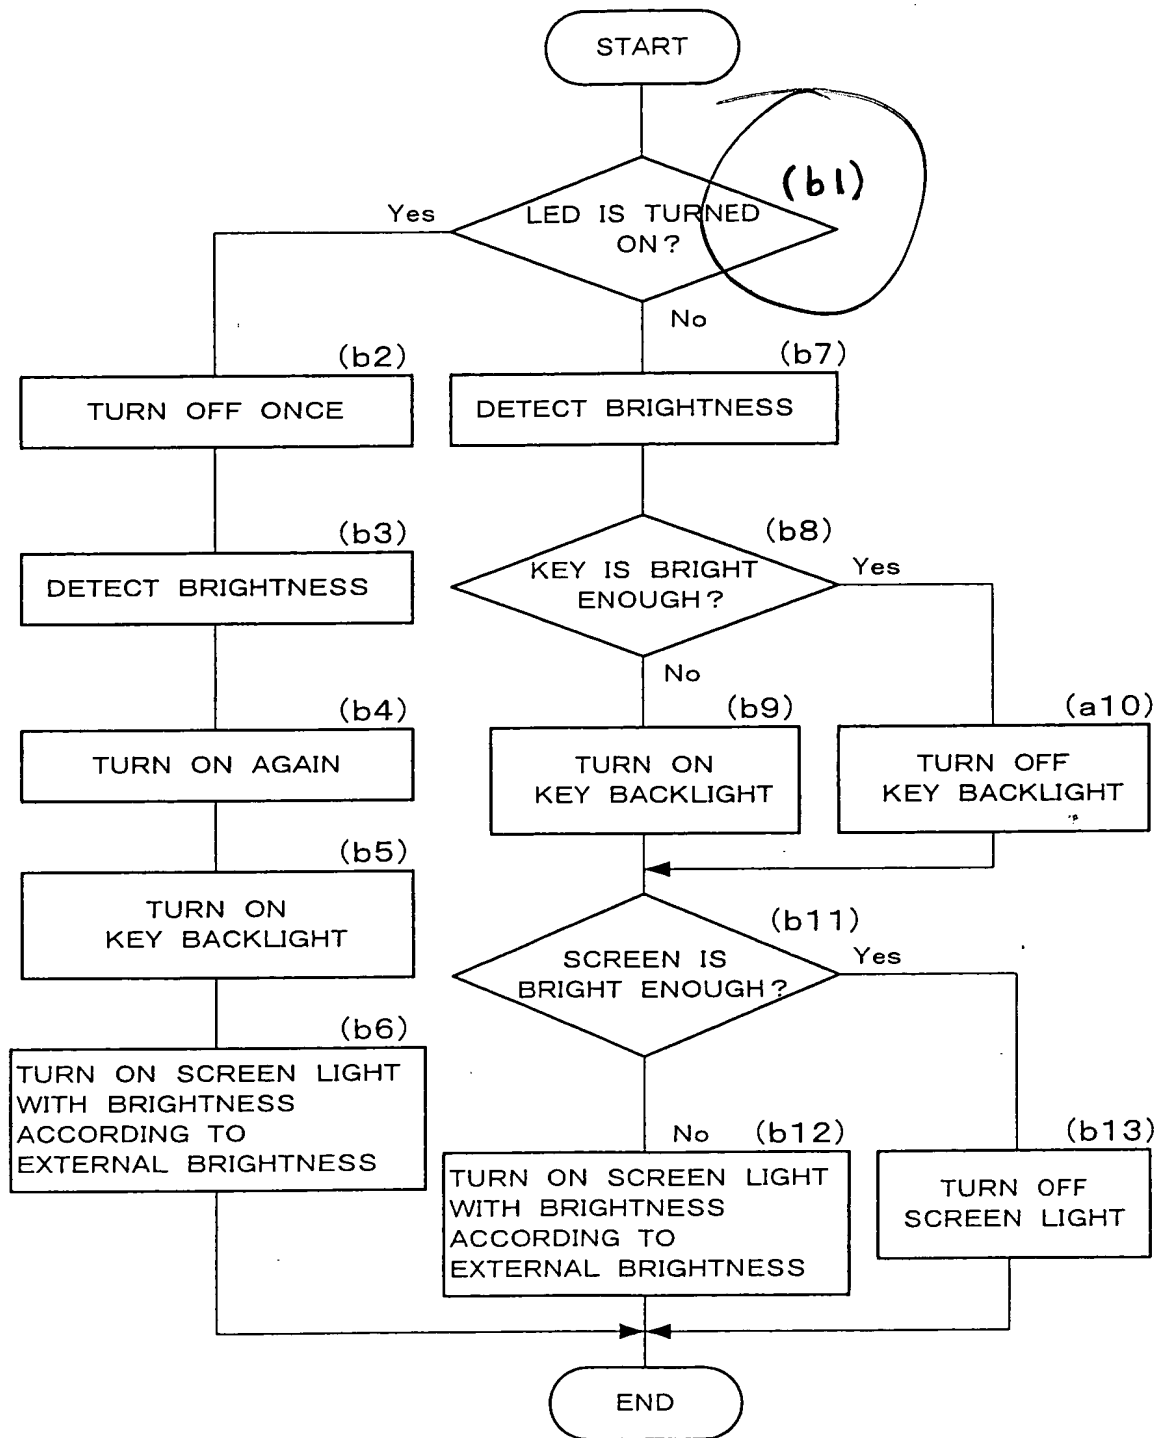 START
(b1)
LED IS TURNED
ON?
Yes
No
(b2)
TURN OFF ONCE
(b3)
DETECT BRIGHTNESS
(b4)
TURN ON AGAIN
(b5)
TURN ON
KEY BACKLIGHT
(b6)
TURN ON SCREEN LIGHT
WITH BRIGHTNESS
ACCORDING TO
EXTERNAL BRIGHTNESS
(b7)
DETECT BRIGHTNESS
(b8)
KEY IS BRIGHT
ENOUGH?
Yes
No
(b9)
TURN ON
KEY BACKLIGHT
(a10)
TURN OFF
KEY BACKLIGHT
(b11)
SCREEN IS
BRIGHT ENOUGH?
Yes
No
(b12)
TURN ON SCREEN LIGHT
WITH BRIGHTNESS
ACCORDING TO
EXTERNAL BRIGHTNESS
(b13)
TURN OFF
SCREEN LIGHT
END